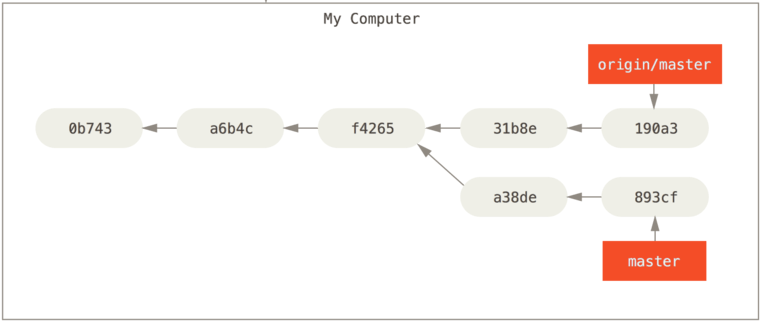 My Computer
origin/master
0b743
a6b4c
f4265
31b8e
190a3
a38de
893cf
master